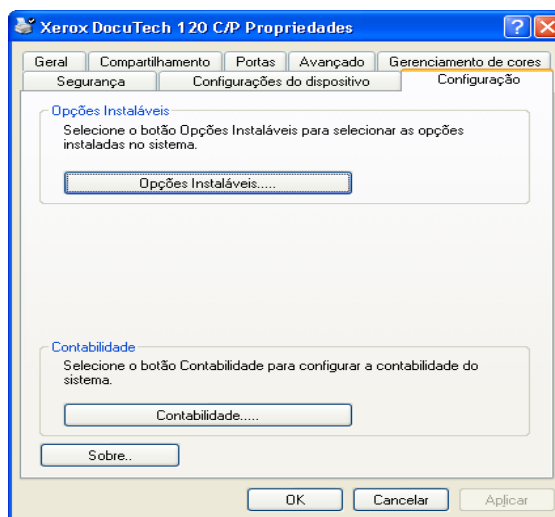 Xerox DocuTech 120 C/P Propriedades
Geral Compartilhamento Portas Avançado Gerenciamento de cores
Segurança Configurações do dispositivo Configuração
Opções Instaláveis
Selecione o botão Opções Instaláveis para selecionar as opções
instaladas no sistema.
Opções Instaláveis.....
Contabilidade
Selecione o botão Contabilidade para configurar a contabilidade do
sistema.
Contabilidade.....
Sobre..
OK Cancelar Aplicar